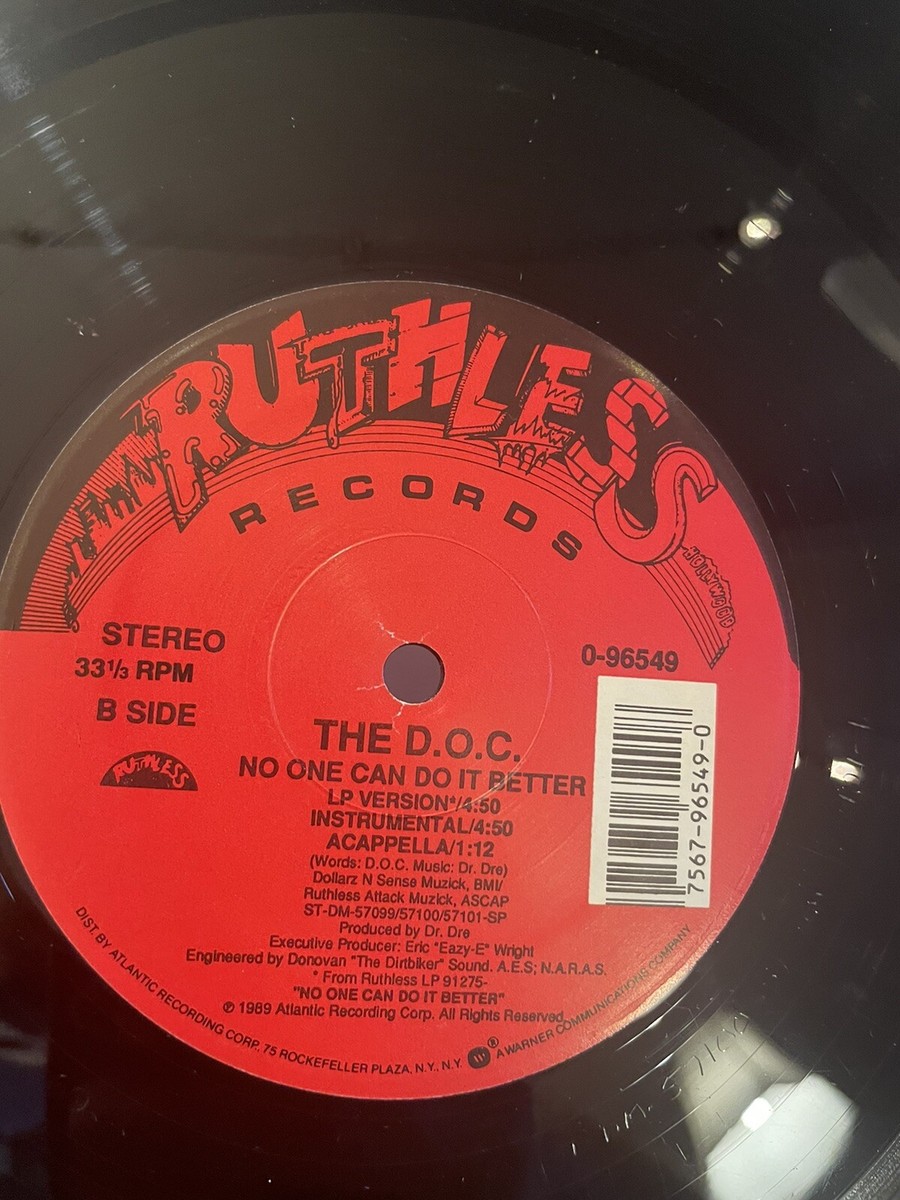 RUTHLESS
RECORDS
HOLLYWOOD
STEREO
33 1/3 RPM
B SIDE
RUTHLESS
0-96549
7567-96549-0
THE D.O.C.
NO ONE CAN DO IT BETTER
LP VERSION*/4:50
INSTRUMENTAL/4:50
ACAPPELLA/1:12
(Words: D.O.C. Music: Dr. Dre)
Dollarz N Sense Muzick, BMI/
Ruthless Attack Muzick, ASCAP
ST-DM-57099/57100/57101-SP
Produced by Dr. Dre
Executive Producer: Eric "Eazy-E" Wright
Engineered by Donovan "The Dirtbiker" Sound. A.E.S; N.A.R.A.S.
* From Ruthless LP 91275-
"NO ONE CAN DO IT BETTER"
℗ 1989 Atlantic Recording Corp. All Rights Reserved.
DIST. BY ATLANTIC RECORDING CORP., 75 ROCKEFELLER PLAZA, N.Y., N.Y. ® A WARNER COMMUNICATIONS COMPANY